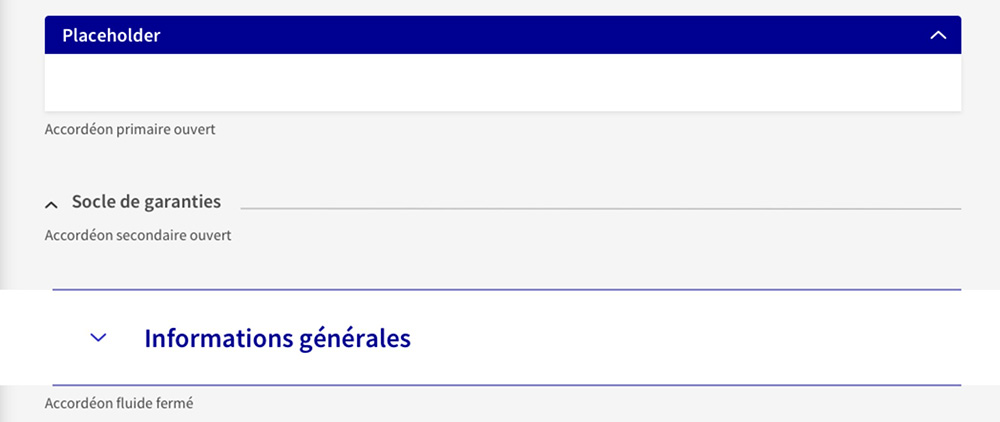 Placeholder
Accordéon primaire ouvert
Socle de garanties
Accordéon secondaire ouvert
Informations générales
Accordéon fluide fermé